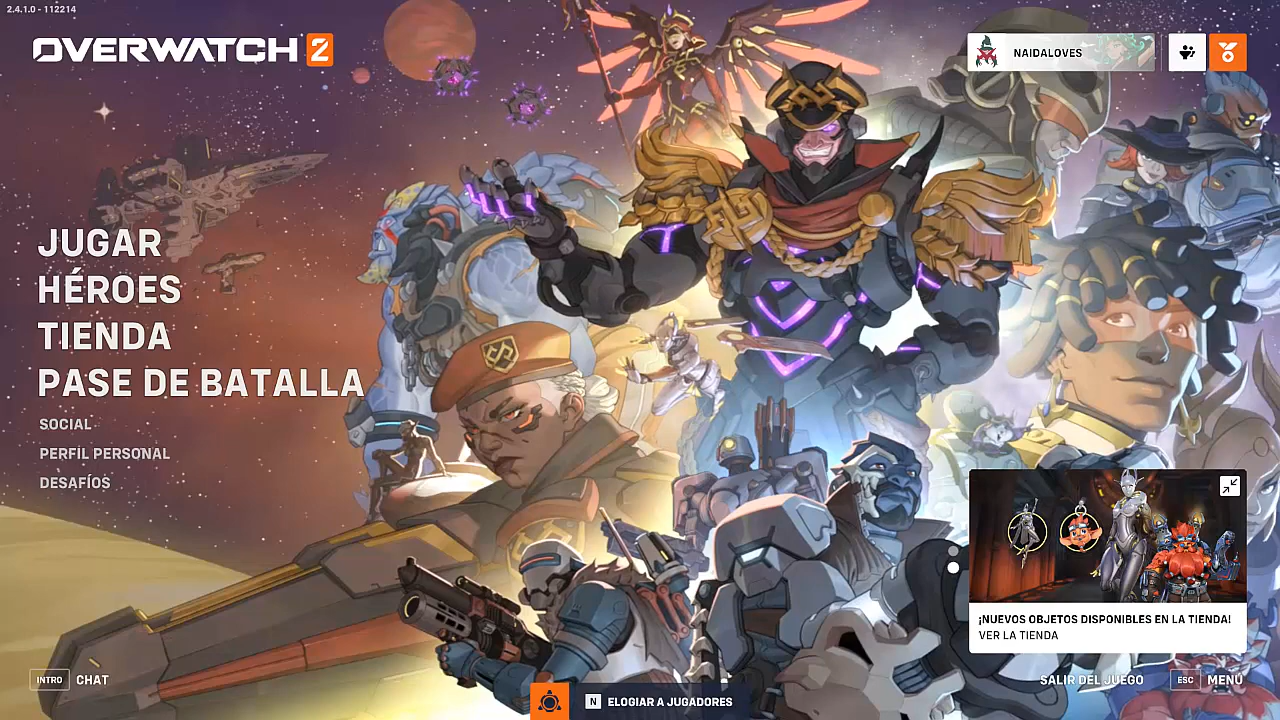 2.4.1.0 - 112214
OVERWATCH 2
NAIDALOVES
JUGAR
HÉROES
TIENDA
PASE DE BATALLA
SOCIAL
PERFIL PERSONAL
DESAFÍOS
¡NUEVOS OBJETOS DISPONIBLES EN LA TIENDA!
VER LA TIENDA
INTRO CHAT
SALIR DEL JUEGO
ESC MENÚ
N ELOGIAR A JUGADORES